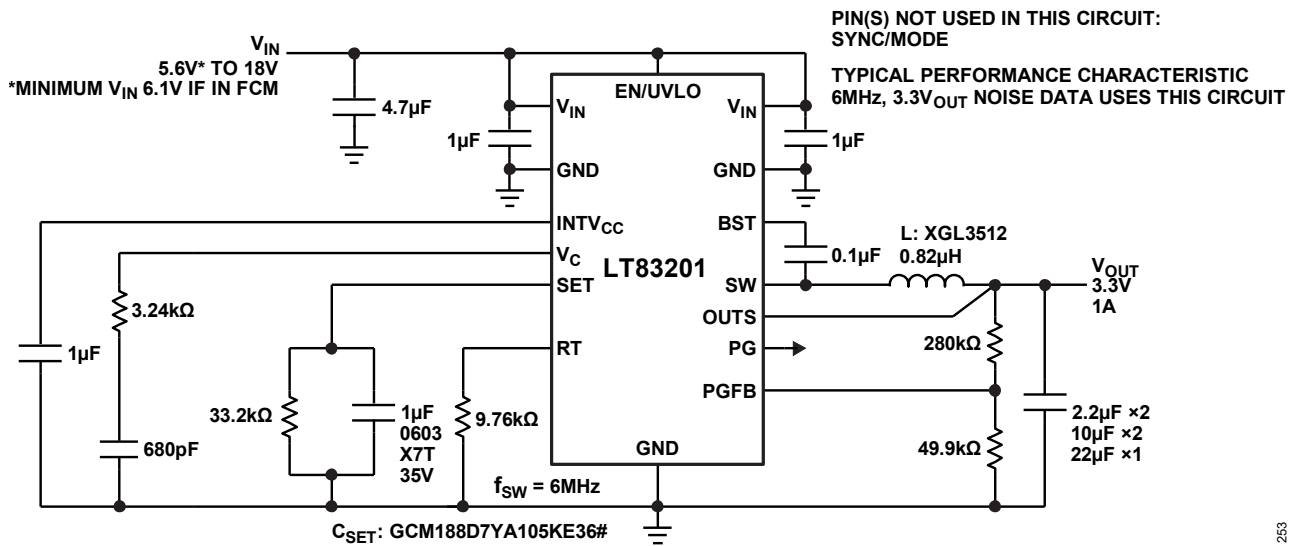 PIN(S) NOT USED IN THIS CIRCUIT:
SYNC/MODE
TYPICAL PERFORMANCE CHARACTERISTIC
6MHz, 3.3VOUT NOISE DATA USES THIS CIRCUIT
VIN
5.6V* TO 18V
*MINIMUM VIN 6.1V IF IN FCM
4.7µF
1µF
EN/UVLO
VIN
VIN
1µF
GND
GND
INTVCC
BST
VC
LT83201
0.1µF
L: XGL3512
0.82µH
SET
SW
VOUT
3.3V
1A
OUTS
3.24kΩ
1µF
RT
PG
280kΩ
PGFB
33.2kΩ
1µF
0603
X7T
35V
9.76kΩ
680pF
GND
49.9kΩ
2.2µF ×2
10µF ×2
22µF ×1
fSW = 6MHz
CSET: GCM188D7YA105KE36#
253